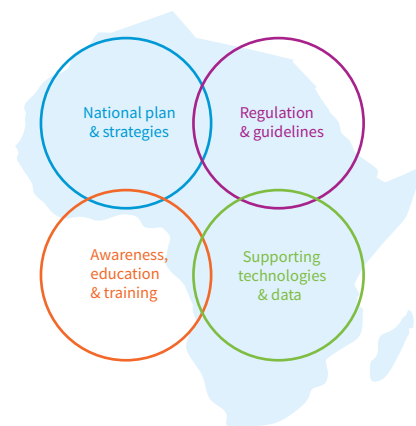 National plan
& strategies
Regulation
& guidelines
Awareness,
education
& training
Supporting
technologies
& data